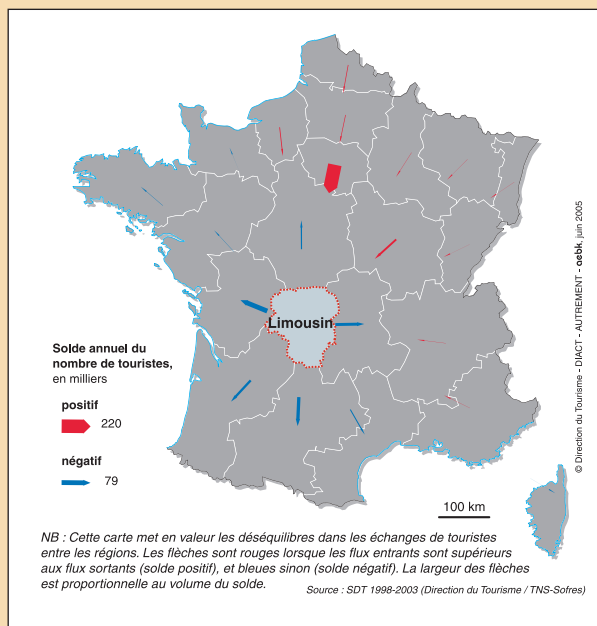 Limousin
Solde annuel du
nombre de touristes,
en milliers
positif
220
négatif
79
100 km
© Direction du Tourisme - DIACT - AUTREMENT - oebk, juin 2005
NB : Cette carte met en valeur les déséquilibres dans les échanges de touristes
entre les régions. Les flèches sont rouges lorsque les flux entrants sont supérieurs
aux flux sortants (solde positif), et bleues sinon (solde négatif). La largeur des flèches
est proportionnelle au volume du solde.
Source : SDT 1998-2003 (Direction du Tourisme / TNS-Sofres)